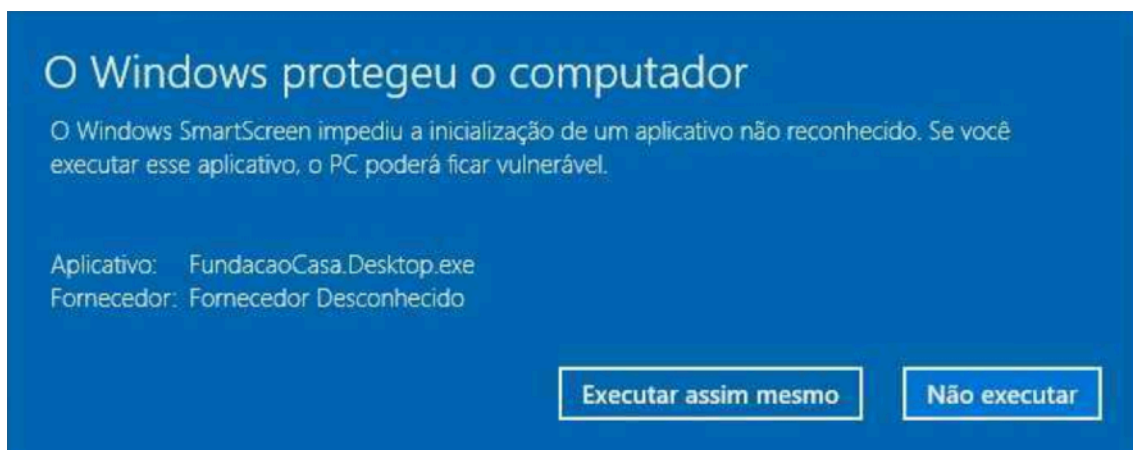 O Windows protegeu o computador
O Windows SmartScreen impediu a inicialização de um aplicativo não reconhecido. Se você
executar esse aplicativo, o PC poderá ficar vulnerável.
Aplicativo: FundacaoCasa.Desktop.exe
Fornecedor: Fornecedor Desconhecido
Executar assim mesmo Não executar